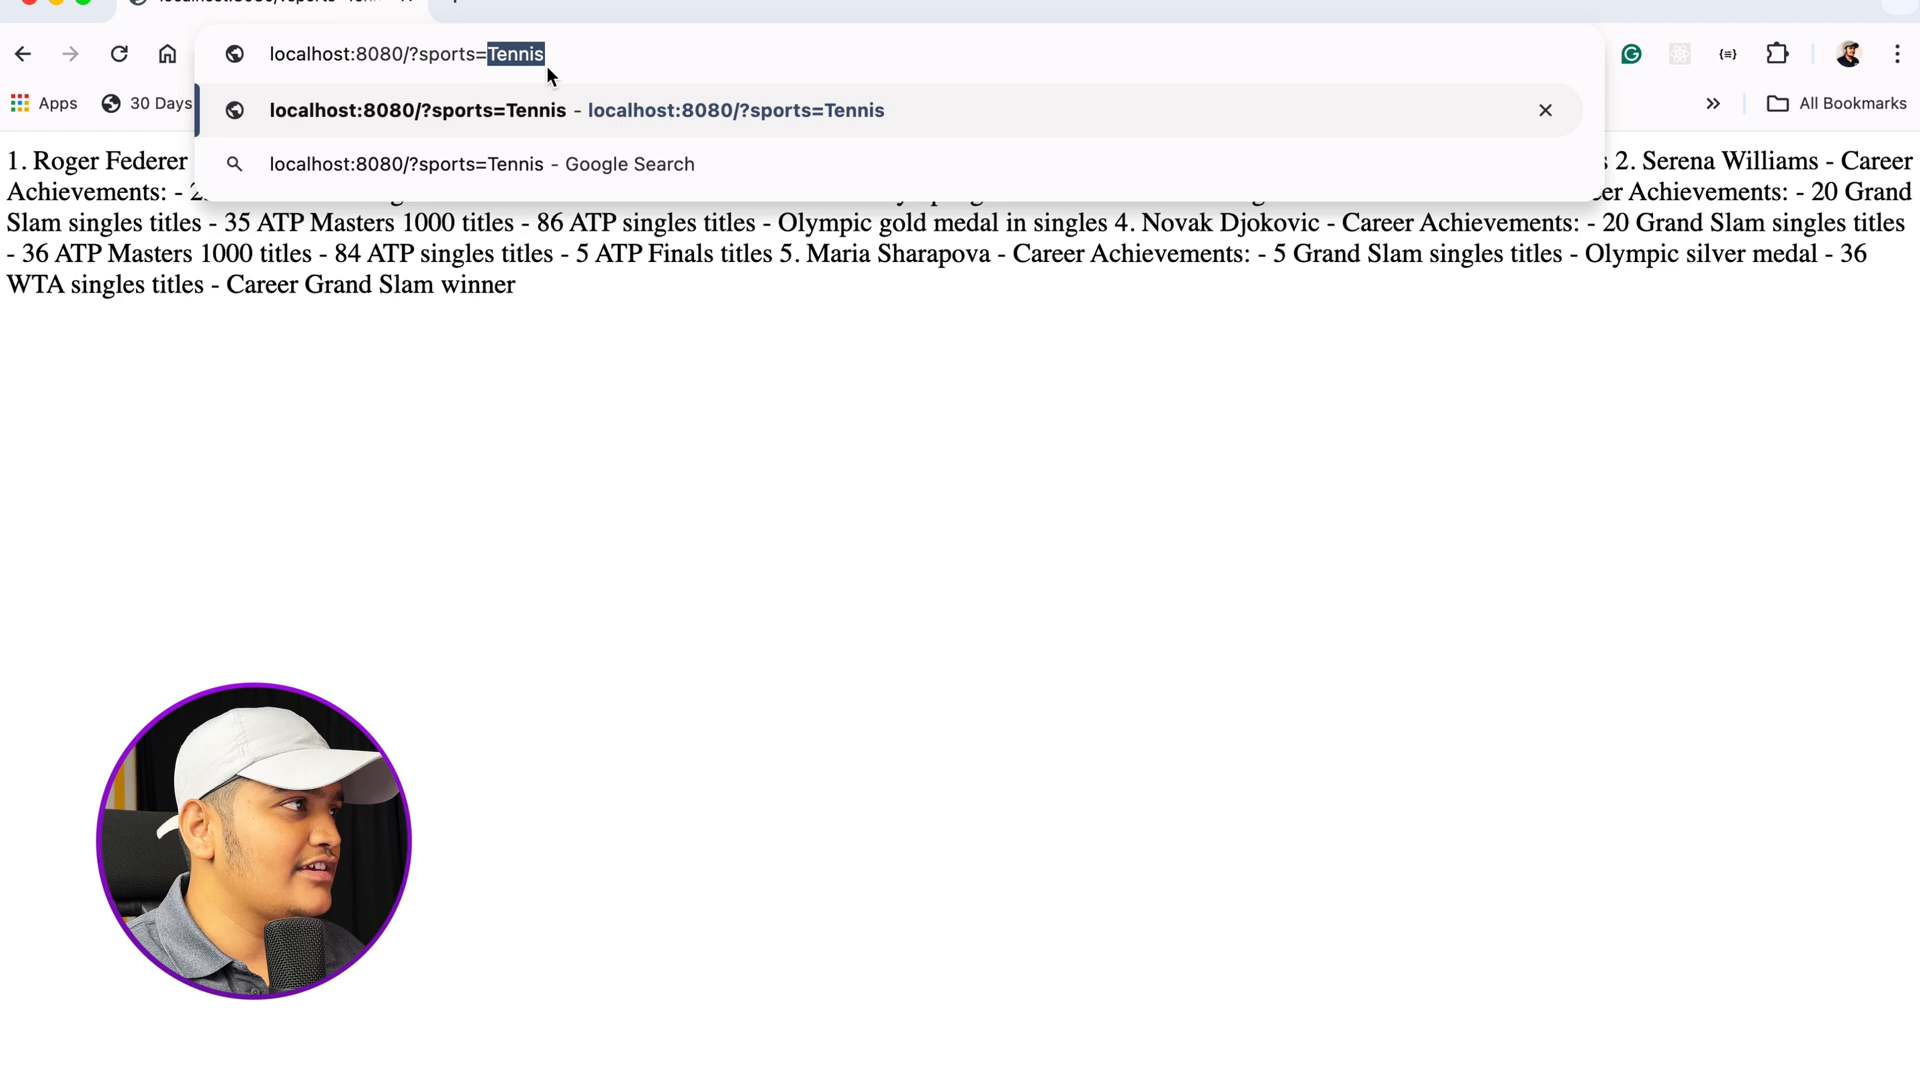 localhost:8080/?sports=Tennis
localhost:8080/?sports=Tennis - localhost:8080/?sports=Tennis
localhost:8080/?sports=Tennis - Google Search
Apps
30 Days
All Bookmarks
1. Roger Federer 2. Serena Williams - Career
Achievements: - Achievements: - 20 Grand
Slam singles titles - 35 ATP Masters 1000 titles - 86 ATP singles titles - Olympic gold medal in singles 4. Novak Djokovic - Career Achievements: - 20 Grand Slam singles titles
- 36 ATP Masters 1000 titles - 84 ATP singles titles - 5 ATP Finals titles 5. Maria Sharapova - Career Achievements: - 5 Grand Slam singles titles - Olympic silver medal - 36
WTA singles titles - Career Grand Slam winner